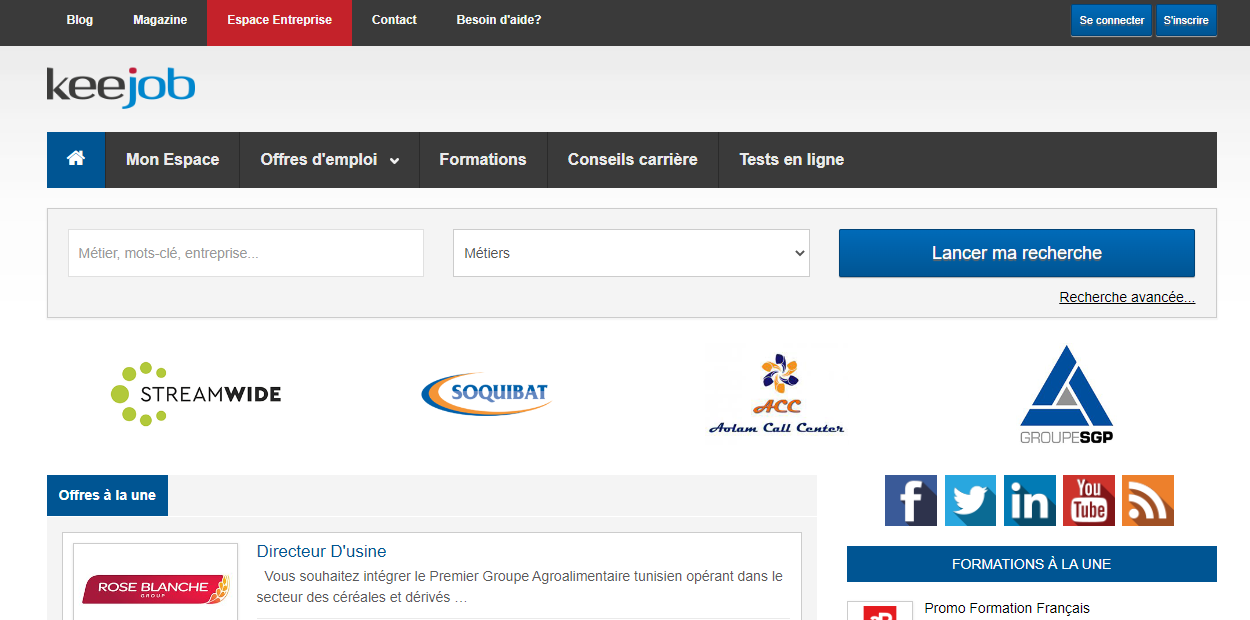 Blog Magazine Espace Entreprise Contact Besoin d'aide? Se connecter S'inscrire
keejob
Mon Espace Offres d'emploi Formations Conseils carrière Tests en ligne
Métier, mots-clé, entreprise... Métiers Lancer ma recherche
Recherche avancée...
STREAMWIDE
SOQUIBAT
ACC
Aolam Call Center
GROUPESGP
Offres à la une
f in You Tube
Directeur D'usine
Vous souhaitez intégrer le Premier Groupe Agroalimentaire tunisien opérant dans le
secteur des céréales et dérivés …
ROSE BLANCHE
GROUP
FORMATIONS À LA UNE
Promo Formation Français